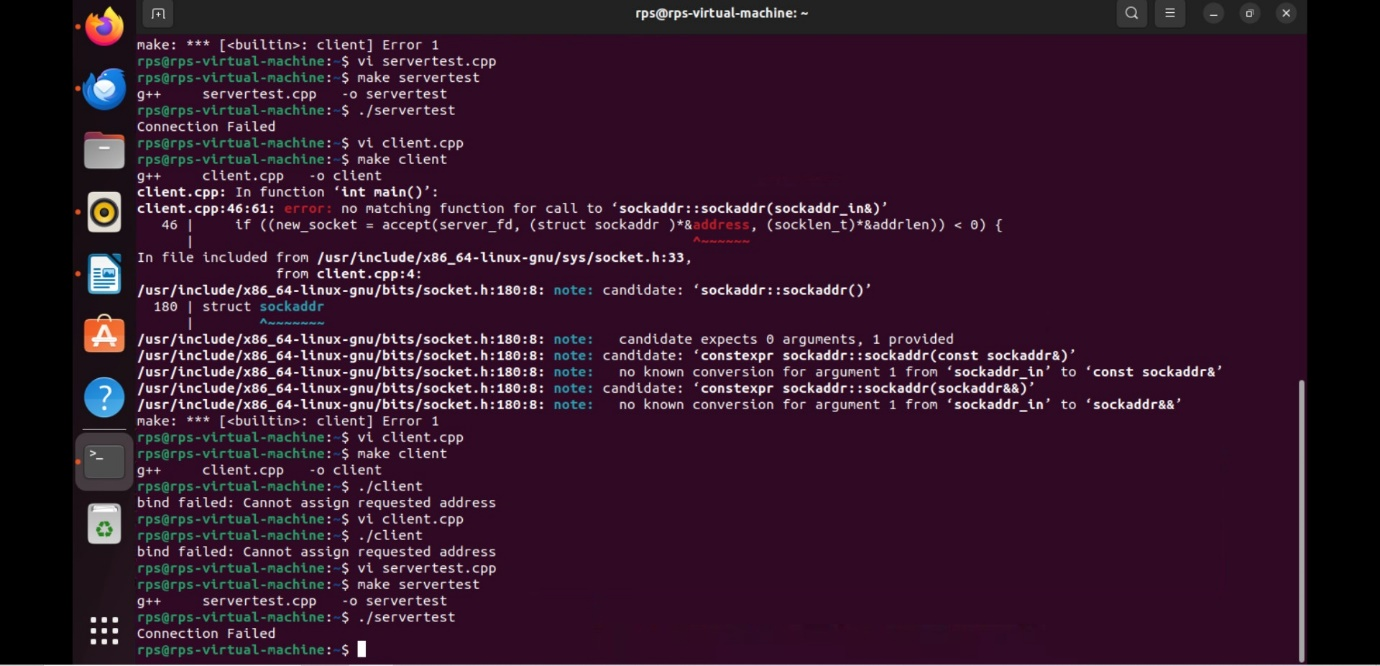 rps@rps-virtual-machine: ~
make: *** [<builtin>: client] Error 1
rps@rps-virtual-machine:~$ vi servertest.cpp
rps@rps-virtual-machine:~$ make servertest
g++     servertest.cpp   -o servertest
rps@rps-virtual-machine:~$ ./servertest
Connection Failed
rps@rps-virtual-machine:~$ vi client.cpp
rps@rps-virtual-machine:~$ make client
g++     client.cpp   -o client
client.cpp: In function ‘int main()’:
client.cpp:46:61: error: no matching function for call to ‘sockaddr::sockaddr(sockaddr_in&)’
   46 |     if ((new_socket = accept(server_fd, (struct sockaddr )*&address, (socklen_t)*&addrlen)) < 0) {
      |                                                             ^~~~~~~
In file included from /usr/include/x86_64-linux-gnu/sys/socket.h:33,
                 from client.cpp:4:
/usr/include/x86_64-linux-gnu/bits/socket.h:180:8: note: candidate: ‘sockaddr::sockaddr()’
  180 | struct sockaddr
      |        ^~~~~~~~
/usr/include/x86_64-linux-gnu/bits/socket.h:180:8: note:   candidate expects 0 arguments, 1 provided
/usr/include/x86_64-linux-gnu/bits/socket.h:180:8: note: candidate: ‘constexpr sockaddr::sockaddr(const sockaddr&)’
/usr/include/x86_64-linux-gnu/bits/socket.h:180:8: note:   no known conversion for argument 1 from ‘sockaddr_in’ to ‘const sockaddr&’
/usr/include/x86_64-linux-gnu/bits/socket.h:180:8: note: candidate: ‘constexpr sockaddr::sockaddr(sockaddr&&)’
/usr/include/x86_64-linux-gnu/bits/socket.h:180:8: note:   no known conversion for argument 1 from ‘sockaddr_in’ to ‘sockaddr&&’
make: *** [<builtin>: client] Error 1
rps@rps-virtual-machine:~$ vi client.cpp
rps@rps-virtual-machine:~$ make client
g++     client.cpp   -o client
rps@rps-virtual-machine:~$ ./client
bind failed: Cannot assign requested address
rps@rps-virtual-machine:~$ vi client.cpp
rps@rps-virtual-machine:~$ ./client
bind failed: Cannot assign requested address
rps@rps-virtual-machine:~$ vi servertest.cpp
rps@rps-virtual-machine:~$ make servertest
g++     servertest.cpp   -o servertest
rps@rps-virtual-machine:~$ ./servertest
Connection Failed
rps@rps-virtual-machine:~$